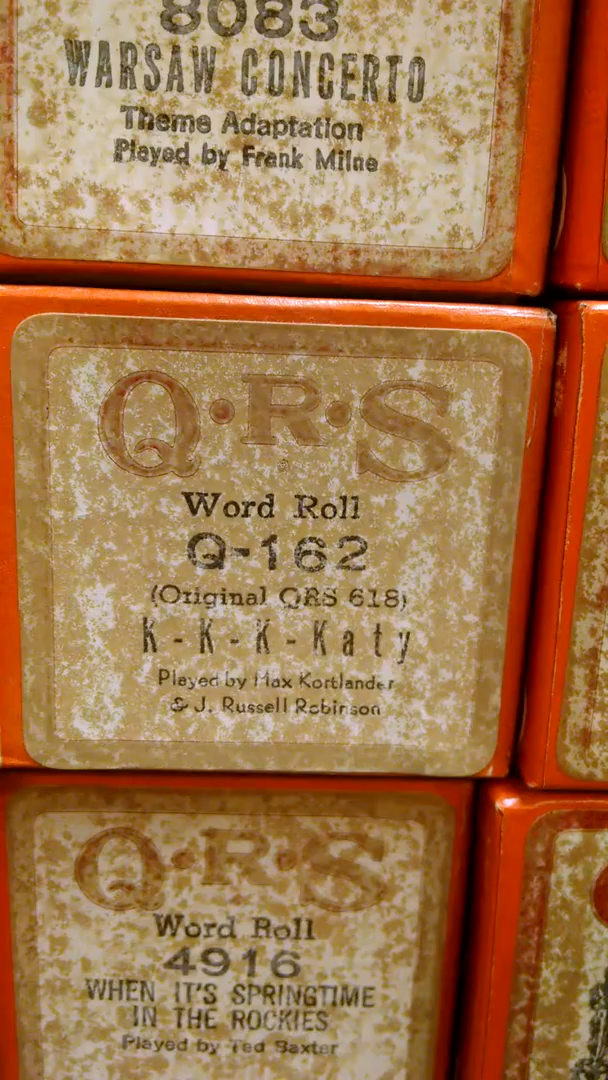 8083
WARSAW CONCERTO
Theme Adaptation
Played by Frank Milne
Q·R·S
Word Roll
Q-162
(Original QRS 618)
K-K-K-Katy
Played by Max Kortlander
& J. Russell Robinson
Q·R·S
Word Roll
4916
WHEN IT'S SPRINGTIME
IN THE ROCKIES
Played by Ted Baxter